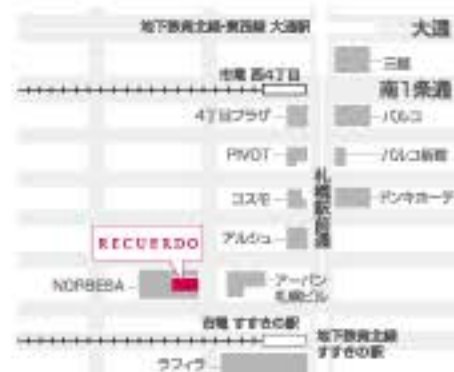 地下鉄南北線・東西線 大通駅
大通
三越
市電 西4丁目
南1条通
4丁目プラザ
パルコ
PIVOT
パルコ新館
コスモ
札幌駅前通
ドンキホーテ
RECUERDO
アルシュ
NORBESA
アーバン
札幌ビル
市電 すすきの駅
地下鉄南北線
すすきの駅
ラフィラ